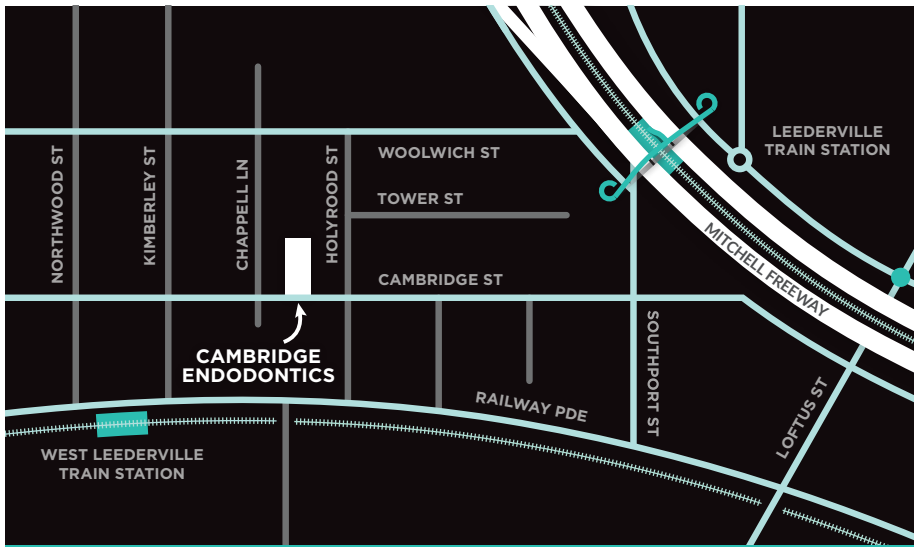 LEEDERVILLE
TRAIN STATION
WOOLWICH ST
TOWER ST
NORTHWOOD ST
KIMBERLEY ST
CHAPPELL LN
HOLYROOD ST
MITCHELL FREEWAY
CAMBRIDGE ST
CAMBRIDGE
ENDODONTICS
SOUTHPORT ST
RAILWAY PDE
LOFTUS ST
WEST LEEDERVILLE
TRAIN STATION